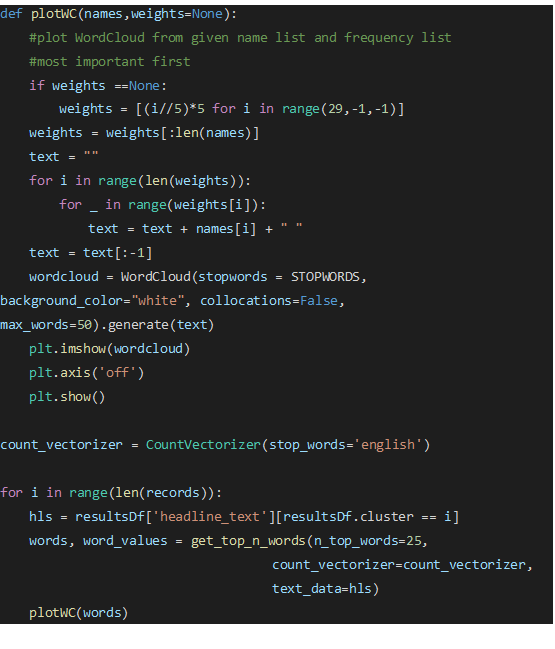 def plotWC(names,weights=None):
    #plot WordCloud from given name list and frequency list
    #most important first
    if weights ==None:
        weights = [(i//5)*5 for i in range(29,-1,-1)]
    weights = weights[:len(names)]
    text = ""
    for i in range(len(weights)):
        for _ in range(weights[i]):
            text = text + names[i] + " "
    text = text[:-1]
    wordcloud = WordCloud(stopwords = STOPWORDS,
background_color="white", collocations=False,
max_words=50).generate(text)
    plt.imshow(wordcloud)
    plt.axis('off')
    plt.show()

count_vectorizer = CountVectorizer(stop_words='english')

for i in range(len(records)):
    hls = resultsDf['headline_text'][resultsDf.cluster == i]
    words, word_values = get_top_n_words(n_top_words=25,
                                    count_vectorizer=count_vectorizer,
                                    text_data=hls)
    plotWC(words)